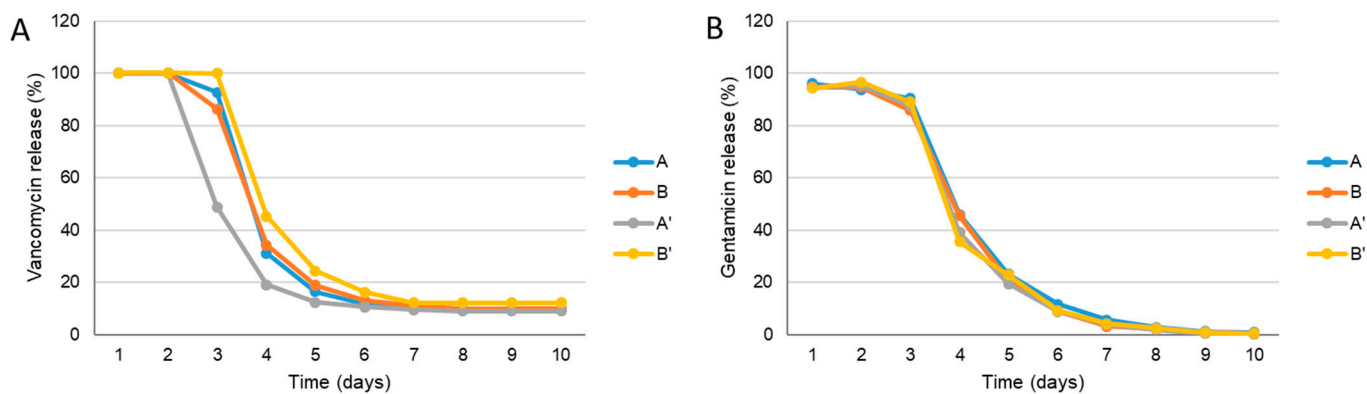 A
Vancomycin release (%)
120
100
80
60
40
20
0
1 2 3 4 5 6 7 8 9 10
Time (days)
A
B
A'
B'
B
Gentamicin release (%)
120
100
80
60
40
20
0
1 2 3 4 5 6 7 8 9 10
Time (days)
A
B
A'
B'